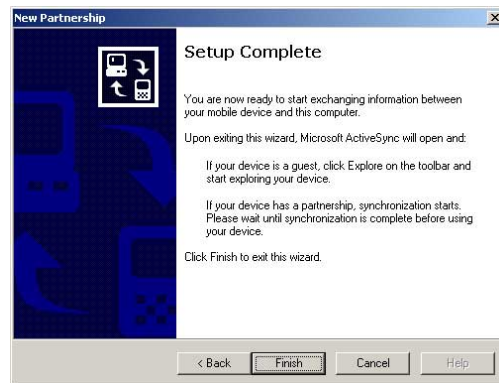 New Partnership
Setup Complete
You are now ready to start exchanging information between
your mobile device and this computer.
Upon exiting this wizard, Microsoft ActiveSync will open and:
If your device is a guest, click Explore on the toolbar and
start exploring your device.
If your device has a partnership, synchronization starts.
Please wait until synchronization is complete before using
your device.
Click Finish to exit this wizard.
< Back Finish Cancel Help